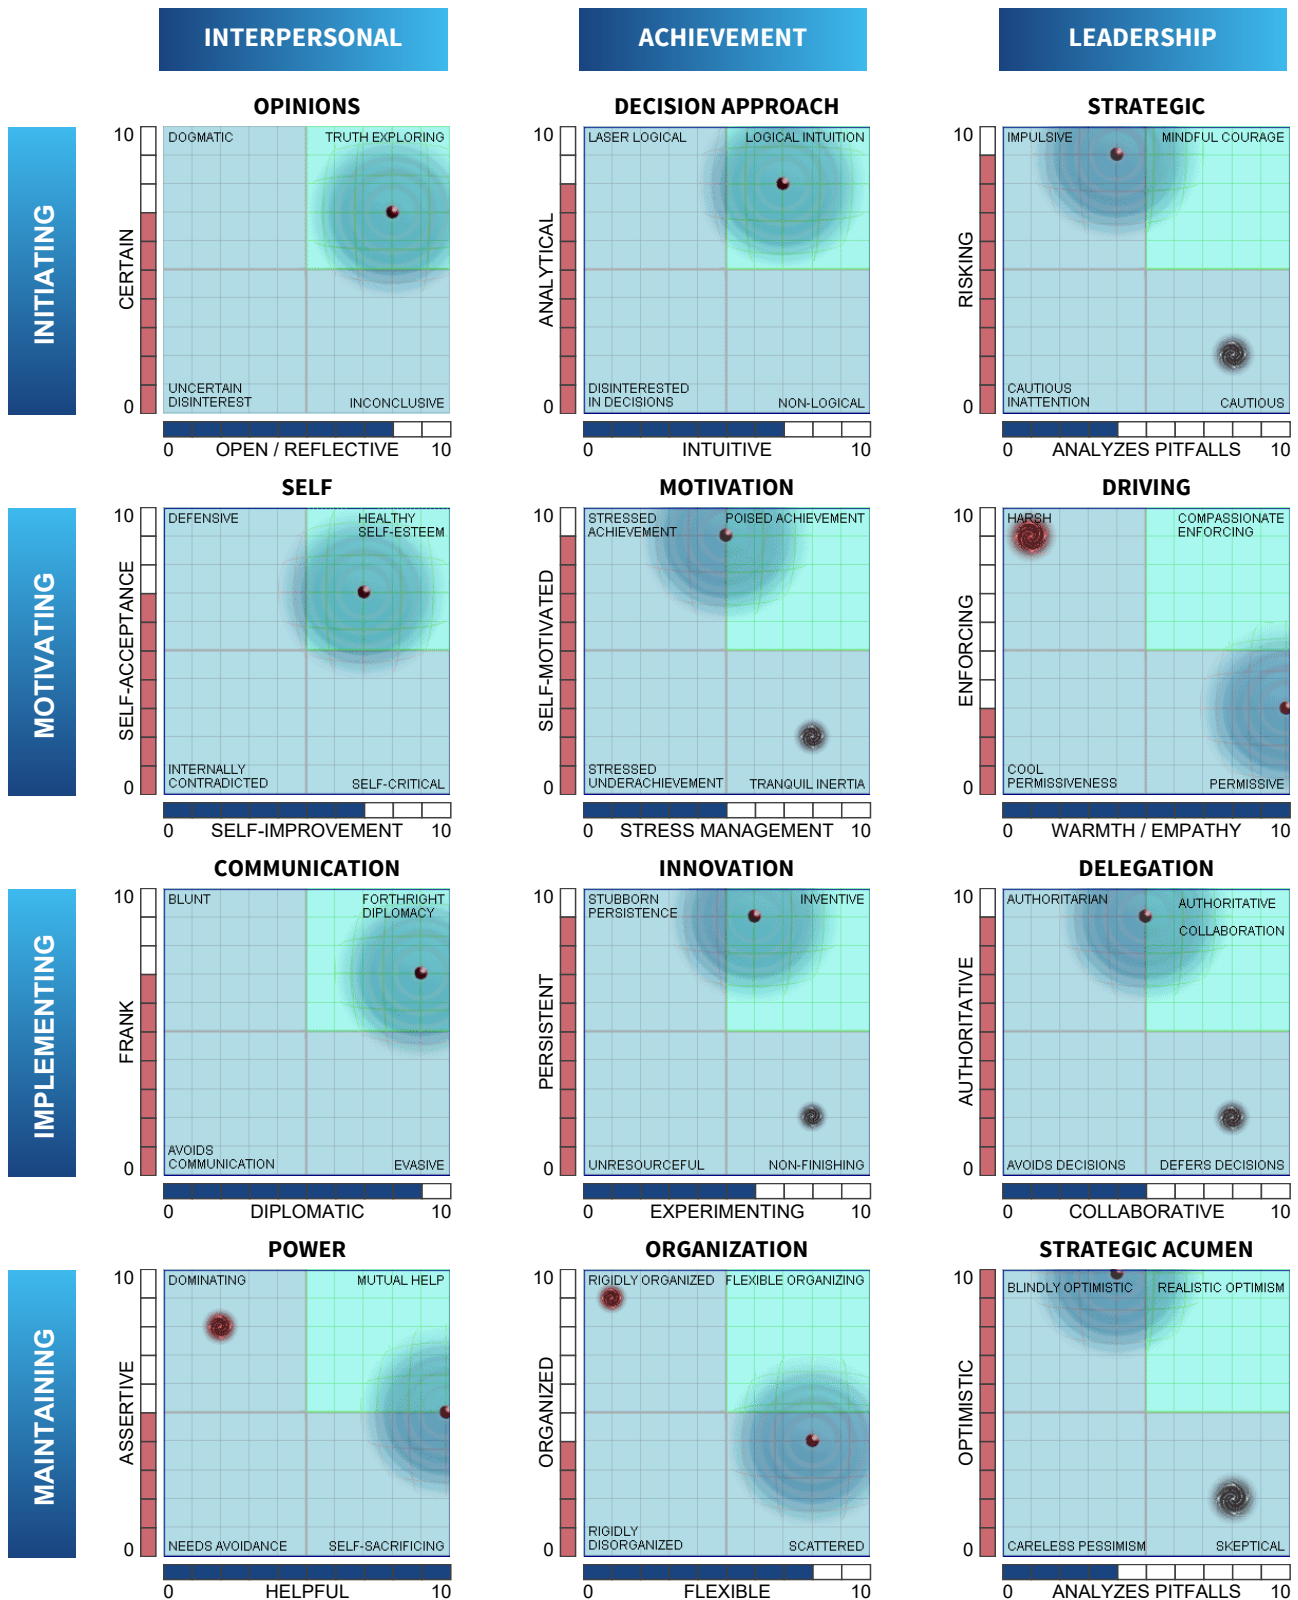 INTERPERSONAL
ACHIEVEMENT
LEADERSHIP
INITIATING
OPINIONS
10
DOGMATIC
TRUTH EXPLORING
CERTAIN
UNCERTAIN
DISINTEREST
INCONCLUSIVE
0
0
OPEN / REFLECTIVE
10
DECISION APPROACH
10
LASER LOGICAL
LOGICAL INTUITION
ANALYTICAL
DISINTERESTED
IN DECISIONS
NON-LOGICAL
0
0
INTUITIVE
10
STRATEGIC
10
IMPULSIVE
MINDFUL COURAGE
RISKING
CAUTIOUS
INATTENTION
CAUTIOUS
0
0
ANALYZES PITFALLS
10
MOTIVATING
SELF
10
DEFENSIVE
HEALTHY
SELF-ESTEEM
SELF-ACCEPTANCE
INTERNALLY
CONTRADICTED
SELF-CRITICAL
0
0
SELF-IMPROVEMENT
10
MOTIVATION
10
STRESSED
ACHIEVEMENT
POISED ACHIEVEMENT
SELF-MOTIVATED
STRESSED
UNDERACHIEVEMENT
TRANQUIL INERTIA
0
0
STRESS MANAGEMENT
10
DRIVING
10
HARSH
COMPASSIONATE
ENFORCING
ENFORCING
COOL
PERMISSIVENESS
PERMISSIVE
0
0
WARMTH / EMPATHY
10
IMPLEMENTING
COMMUNICATION
10
BLUNT
FORTHRIGHT
DIPLOMACY
FRANK
AVOIDS
COMMUNICATION
EVASIVE
0
0
DIPLOMATIC
10
INNOVATION
10
STUBBORN
PERSISTENCE
INVENTIVE
PERSISTENT
UNRESOURCEFUL
NON-FINISHING
0
0
EXPERIMENTING
10
DELEGATION
10
AUTHORITARIAN
AUTHORITATIVE
COLLABORATION
AUTHORITATIVE
AVOIDS DECISIONS
DEFERS DECISIONS
0
0
COLLABORATIVE
10
MAINTAINING
POWER
10
DOMINATING
MUTUAL HELP
ASSERTIVE
NEEDS AVOIDANCE
SELF-SACRIFICING
0
0
HELPFUL
10
ORGANIZATION
10
RIGIDLY ORGANIZED
FLEXIBLE ORGANIZING
ORGANIZED
RIGIDLY
DISORGANIZED
SCATTERED
0
0
FLEXIBLE
10
STRATEGIC ACUMEN
10
BLINDLY OPTIMISTIC
REALISTIC OPTIMISM
OPTIMISTIC
CARELESS PESSIMISM
SKEPTICAL
0
0
ANALYZES PITFALLS
10